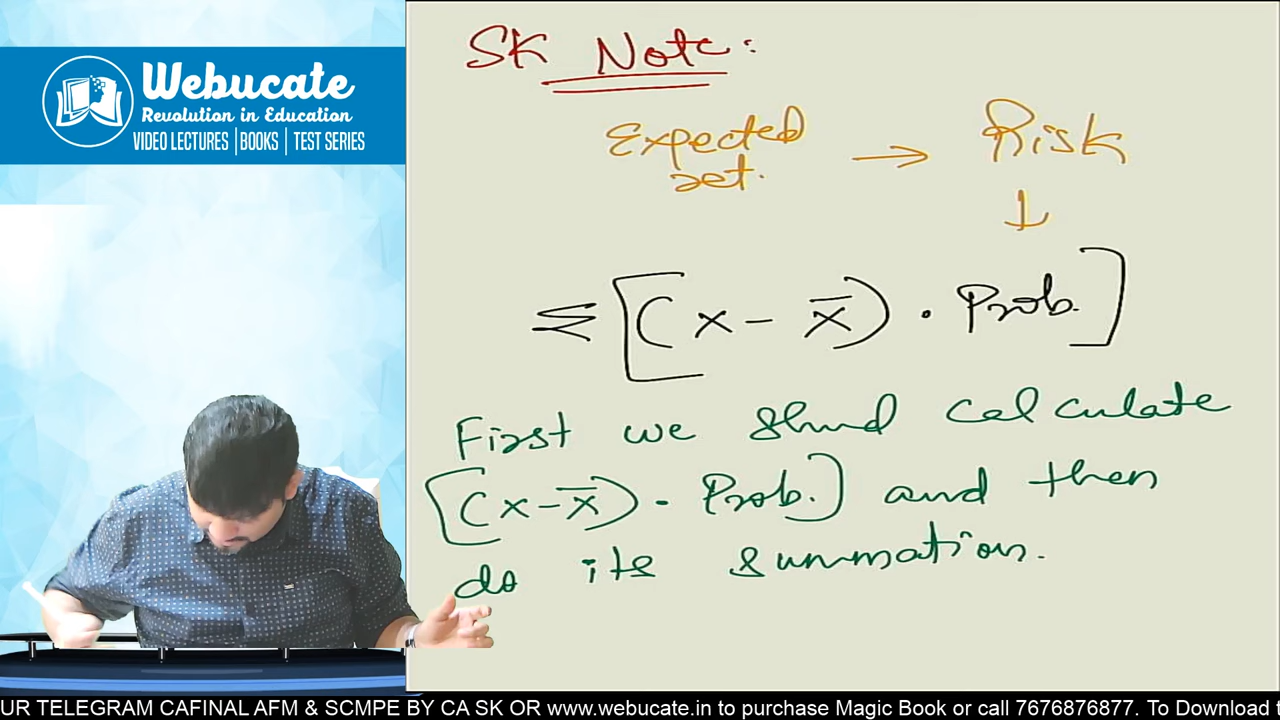 Webucate
Revolution in Education
VIDEO LECTURES | BOOKS | TEST SERIES
SK Note:
Expected → Risk
ret. ↓
Σ[(x - x̄) · Prob.]
First we shud calculate
[(x - x̄) · Prob.] and then
do its summation.
UR TELEGRAM CAFINAL AFM & SCMPE BY CA SK OR www.webucate.in to purchase Magic Book or call 7676876877. To Download